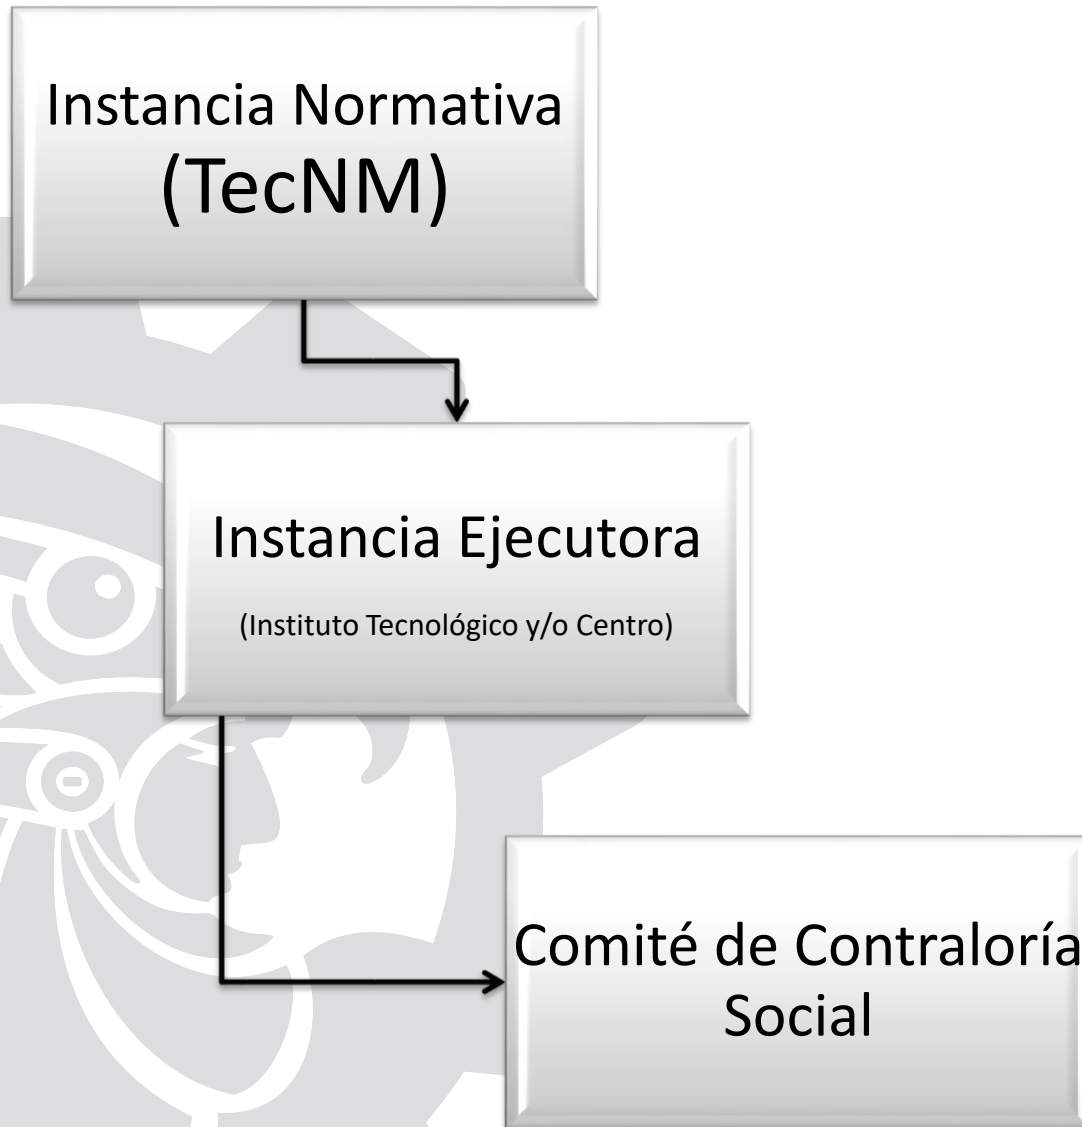 Instancia Normativa
(TecNM)
Instancia Ejecutora
(Instituto Tecnológico y/o Centro)
Comité de Contraloría
Social